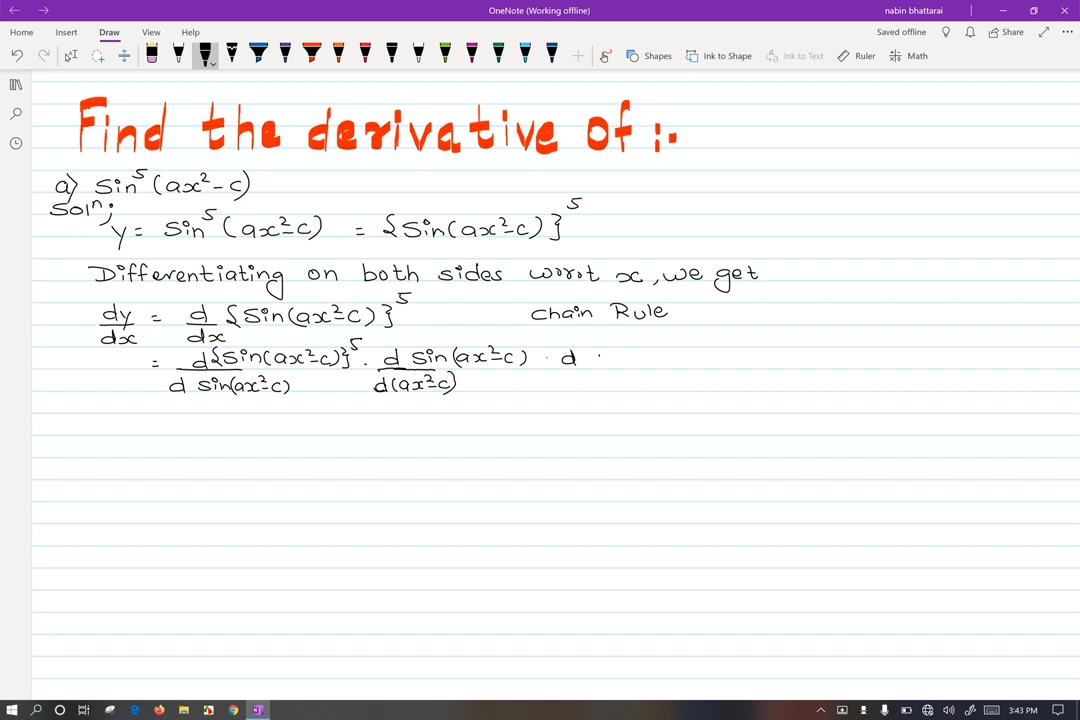 OneNote (Working offline)
nabin bhattarai
Home Insert Draw View Help
Saved offline
Share
Shapes
Ink to Shape
Ink to Text
Ruler
Math
Find the derivative of :-
a) sin⁵(ax²-c)
Solⁿ;
y = sin⁵(ax²-c) = {sin(ax²-c)}⁵
Differentiating on both sides w.r.t x, we get
dy/dx = d/dx {sin(ax²-c)}⁵ chain Rule
= d{sin(ax²-c)}⁵ / d sin(ax²-c) . d sin(ax²-c) / d(ax²-c) . d
3:43 PM